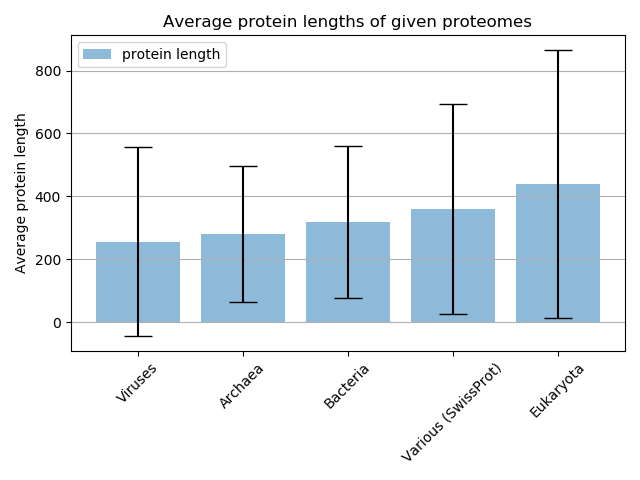 Average protein lengths of given proteomes
protein length
Average protein length
800
600
400
200
0
Viruses
Archaea
Bacteria
Various (SwissProt)
Eukaryota